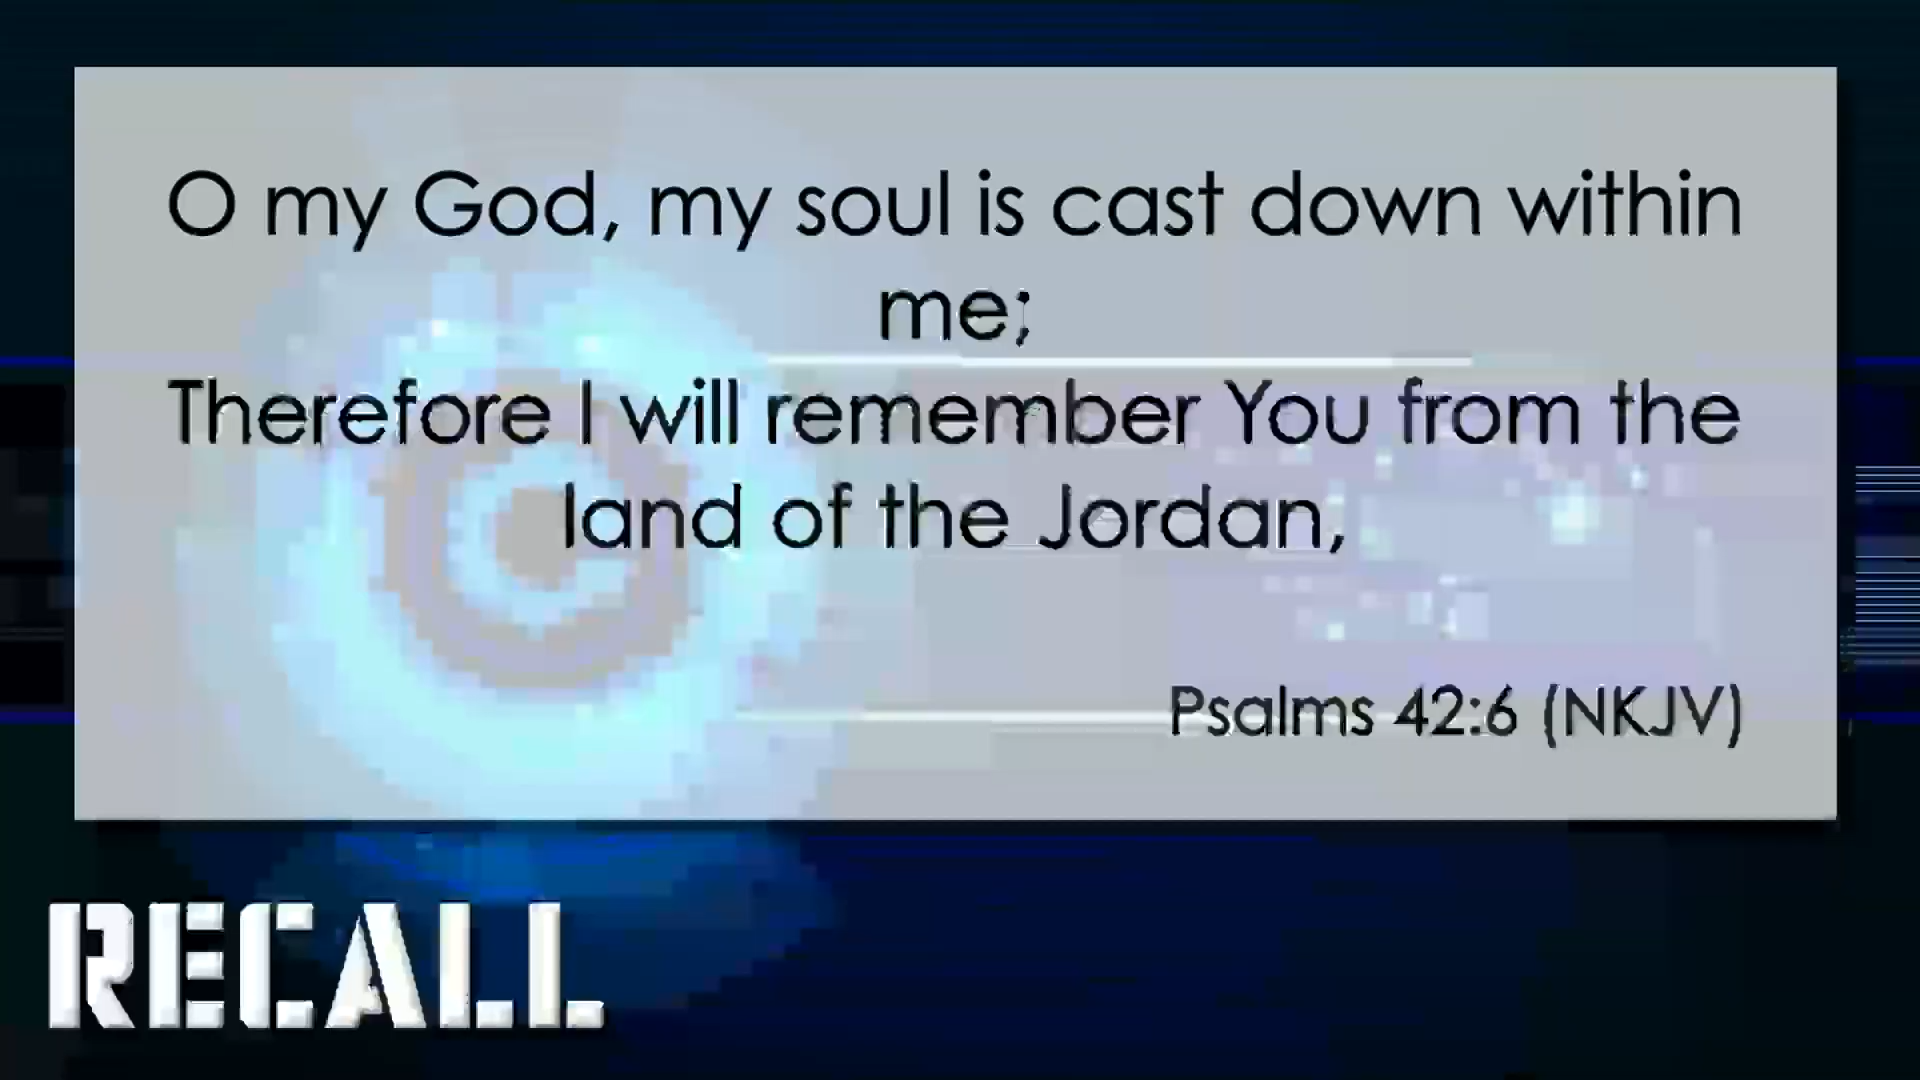 O my God, my soul is cast down within
me;
Therefore I will remember You from the
land of the Jordan,
Psalms 42:6 (NKJV)
RECALL